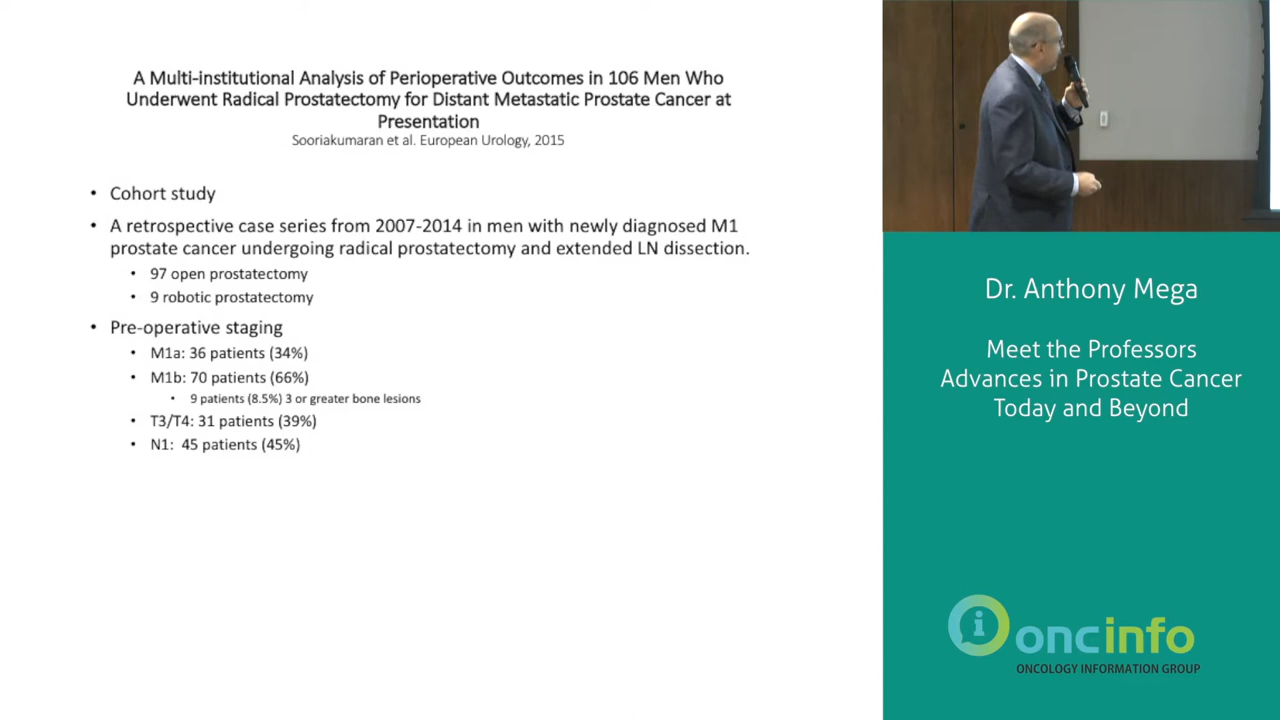 A Multi-institutional Analysis of Perioperative Outcomes in 106 Men Who
Underwent Radical Prostatectomy for Distant Metastatic Prostate Cancer at
Presentation
Sooriakumaran et al. European Urology, 2015
• Cohort study
• A retrospective case series from 2007-2014 in men with newly diagnosed M1
prostate cancer undergoing radical prostatectomy and extended LN dissection.
• 97 open prostatectomy
• 9 robotic prostatectomy
• Pre-operative staging
• M1a: 36 patients (34%)
• M1b: 70 patients (66%)
• 9 patients (8.5%) 3 or greater bone lesions
• T3/T4: 31 patients (39%)
• N1: 45 patients (45%)
Dr. Anthony Mega
Meet the Professors
Advances in Prostate Cancer
Today and Beyond
i oncinfo
ONCOLOGY INFORMATION GROUP